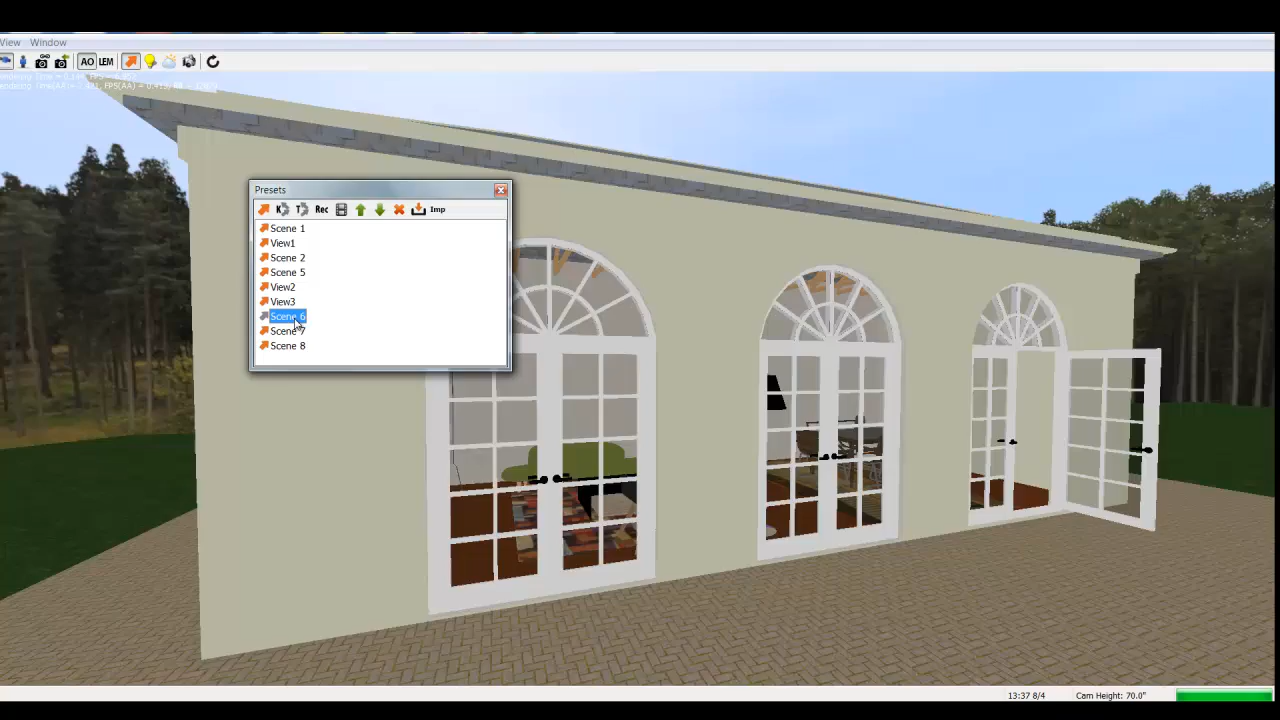 View Window
AO LEM
Presets
K T Rec Imp
Scene 1
View1
Scene 2
Scene 5
View2
View3
Scene 6
Scene 7
Scene 8
13:37 8/4 Cam Height: 70.0"